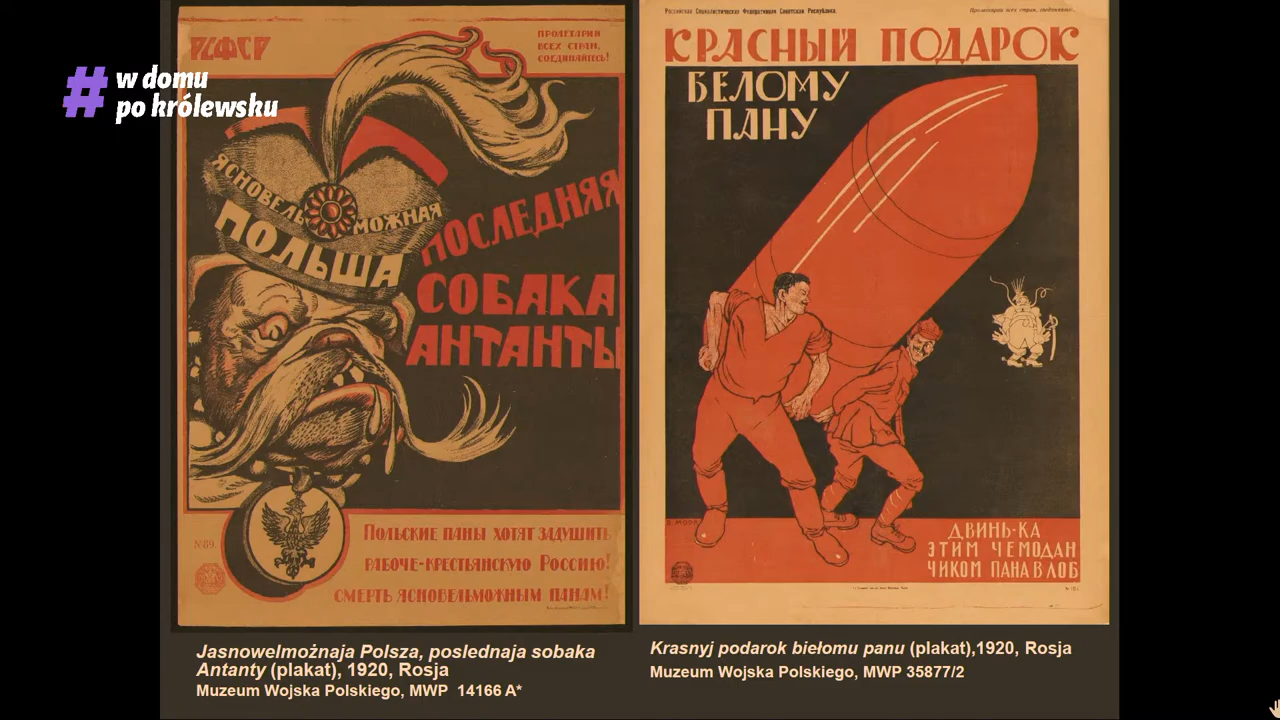 # w domu
po królewsku
РСФСР
ПРОЛЕТАРИИ
ВСЕХ СТРАН,
СОЕДИНЯЙТЕСЬ!
ЯСНОВЕЛЬМОЖНАЯ
ПОЛЬША
ПОСЛЕДНЯЯ
СОБАКА
АНТАНТЫ
№ 89.
ПОЛЬСКИЕ ПАНЫ ХОТЯТ ЗАДУШИТЬ
РАБОЧЕ-КРЕСТЬЯНСКУЮ РОССИЮ!
СМЕРТЬ ЯСНОВЕЛЬМОЖНЫМ ПАНАМ!
Jasnowelmożnaja Polsza, poslednaja sobaka
Antanty (plakat), 1920, Rosja
Muzeum Wojska Polskiego, MWP 14166 A*
Российская Социалистическая Федеративная Советская Республика.
Пролетарии всех стран, соединяйтесь!
КРАСНЫЙ ПОДАРОК
БЕЛОМУ
ПАНУ
ДВИНЬ-КА
ЭТИМ ЧЕМОДАН
ЧИКОМ ПАНА В ЛОБ
Krasnyj podarok biełomu panu (plakat),1920, Rosja
Muzeum Wojska Polskiego, MWP 35877/2